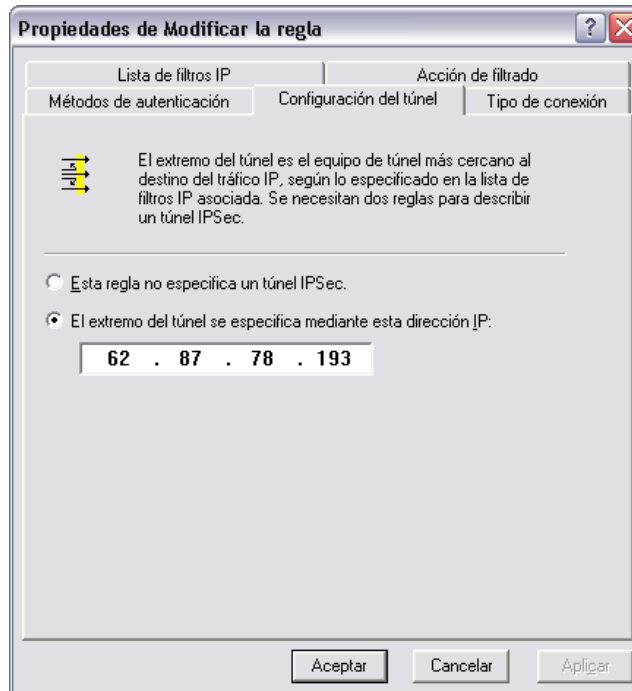 Propiedades de Modificar la regla
Lista de filtros IP
Acción de filtrado
Métodos de autenticación
Configuración del túnel
Tipo de conexión
El extremo del túnel es el equipo de túnel más cercano al
destino del tráfico IP, según lo especificado en la lista de
filtros IP asociada. Se necesitan dos reglas para describir
un túnel IPSec.
Esta regla no especifica un túnel IPSec.
El extremo del túnel se especifica mediante esta dirección IP:
62 . 87 . 78 . 193
Aceptar
Cancelar
Aplicar